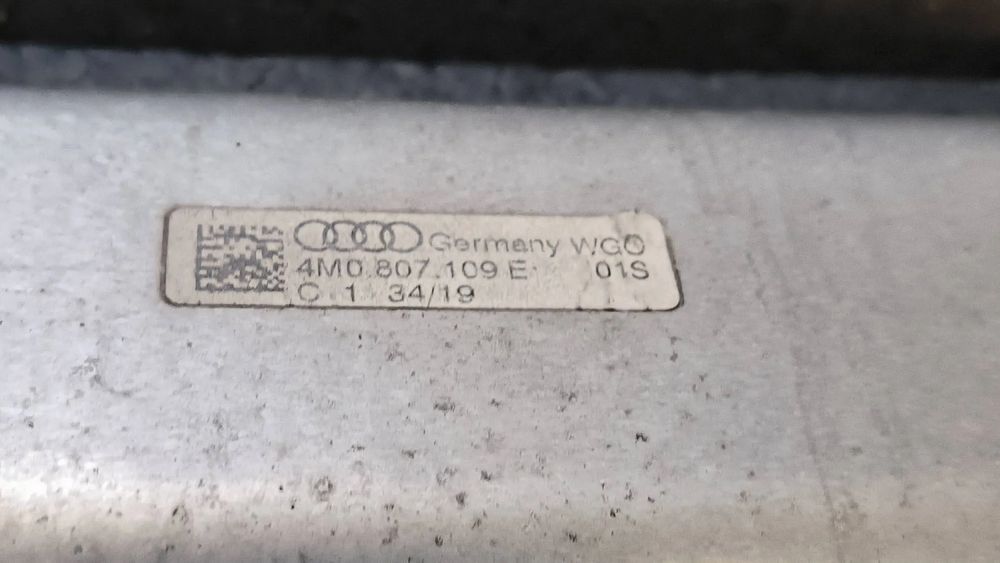 Germany WGO
4M0.807.109 E 01S
C 1 34/19